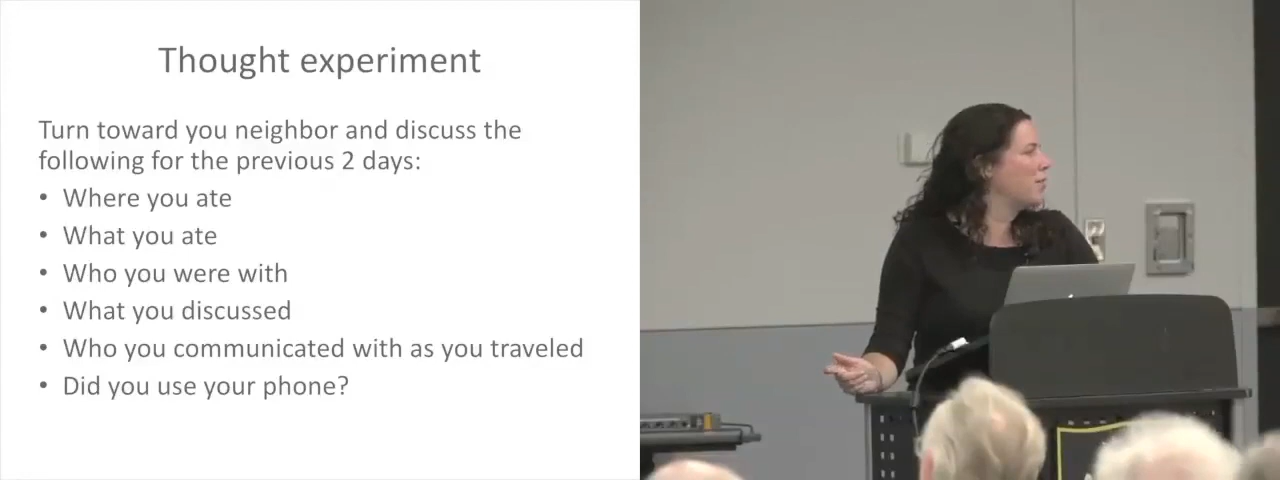 Thought experiment
Turn toward you neighbor and discuss the
following for the previous 2 days:
• Where you ate
• What you ate
• Who you were with
• What you discussed
• Who you communicated with as you traveled
• Did you use your phone?